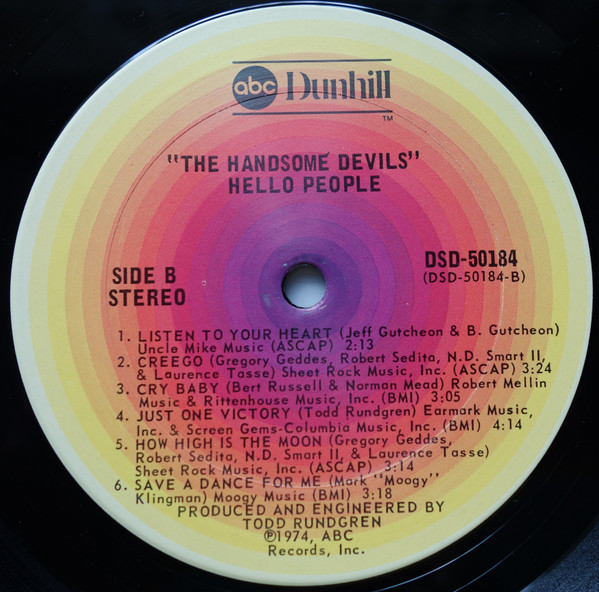 abc Dunhill
TM
"THE HANDSOME DEVILS"
HELLO PEOPLE
SIDE B
STEREO
DSD-50184
(DSD-50184-B)
1. LISTEN TO YOUR HEART (Jeff Gutcheon & B. Gutcheon)
Uncle Mike Music (ASCAP) 2:13
2. CREEGO (Gregory Geddes, Robert Sedita, N.D. Smart II,
& Laurence Tasse) Sheet Rock Music, Inc. (ASCAP) 3:24
3. CRY BABY (Bert Russell & Norman Mead) Robert Mellin
Music & Rittenhouse Music, Inc. (BMI) 3:05
4. JUST ONE VICTORY (Todd Rundgren) Earmark Music,
Inc. & Screen Gems-Columbia Music, Inc. (BMI) 4:14
5. HOW HIGH IS THE MOON (Gregory Geddes,
Robert Sedita, N.D. Smart II, & Laurence Tasse)
Sheet Rock Music, Inc. (ASCAP) 3:14
6. SAVE A DANCE FOR ME (Mark "Moogy"
Klingman) Moogy Music (BMI) 3:18
PRODUCED AND ENGINEERED BY
TODD RUNDGREN
℗1974, ABC
Records, Inc.